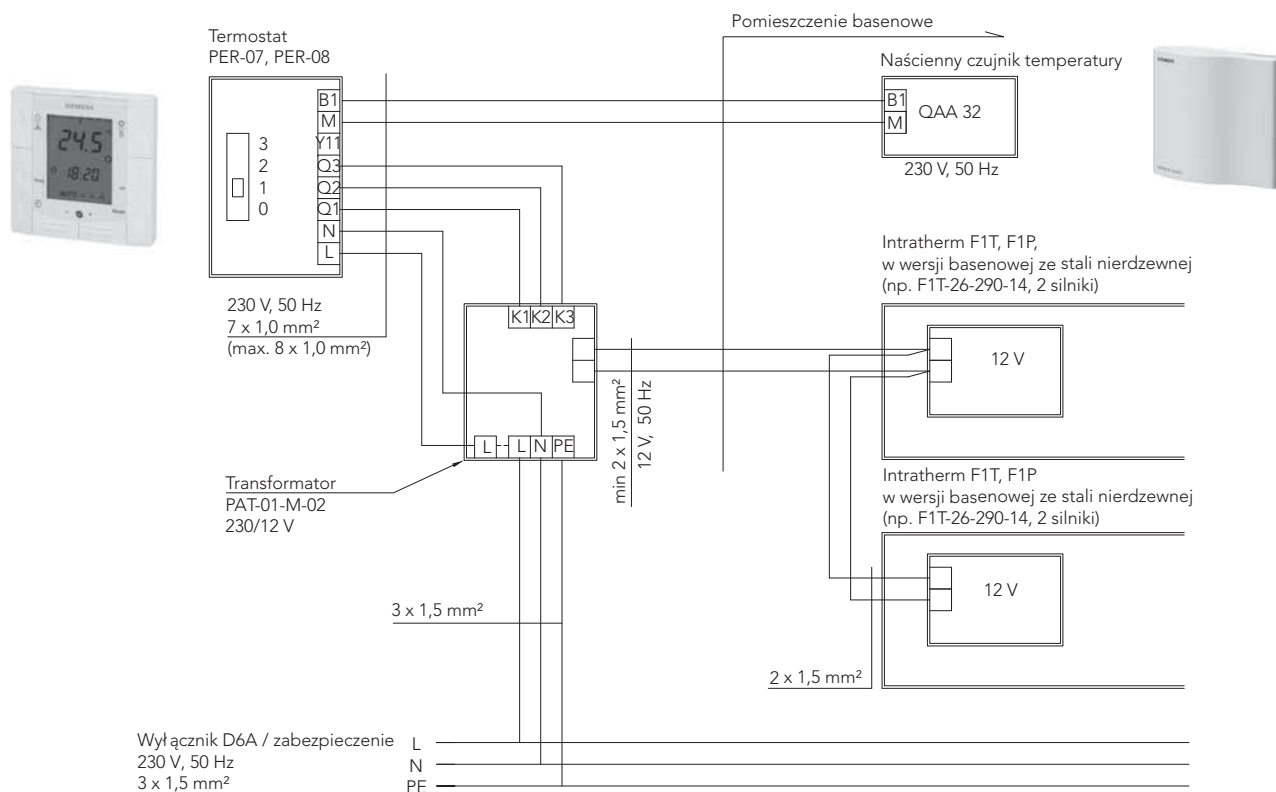 Pomieszczenie basenowe
Termostat
PER-07, PER-08
Naścienny czujnik temperatury
SIEMENS
24.5
18:20
AUTO
B1
M
Y11
Q3
Q2
Q1
N
L
3
2
1
0
B1
M
QAA 32
230 V, 50 Hz
230 V, 50 Hz
7 x 1,0 mm²
(max. 8 x 1,0 mm²)
K1 K2 K3
L L N PE
min 2 x 1,5 mm²
12 V, 50 Hz
Intratherm F1T, F1P,
w wersji basenowej ze stali nierdzewnej
(np. F1T-26-290-14, 2 silniki)
12 V
Transformator
PAT-01-M-02
230/12 V
Intratherm F1T, F1P
w wersji basenowej ze stali nierdzewnej
(np. F1T-26-290-14, 2 silniki)
12 V
3 x 1,5 mm²
2 x 1,5 mm²
Wyłącznik D6A / zabezpieczenie
230 V, 50 Hz
3 x 1,5 mm²
L
N
PE